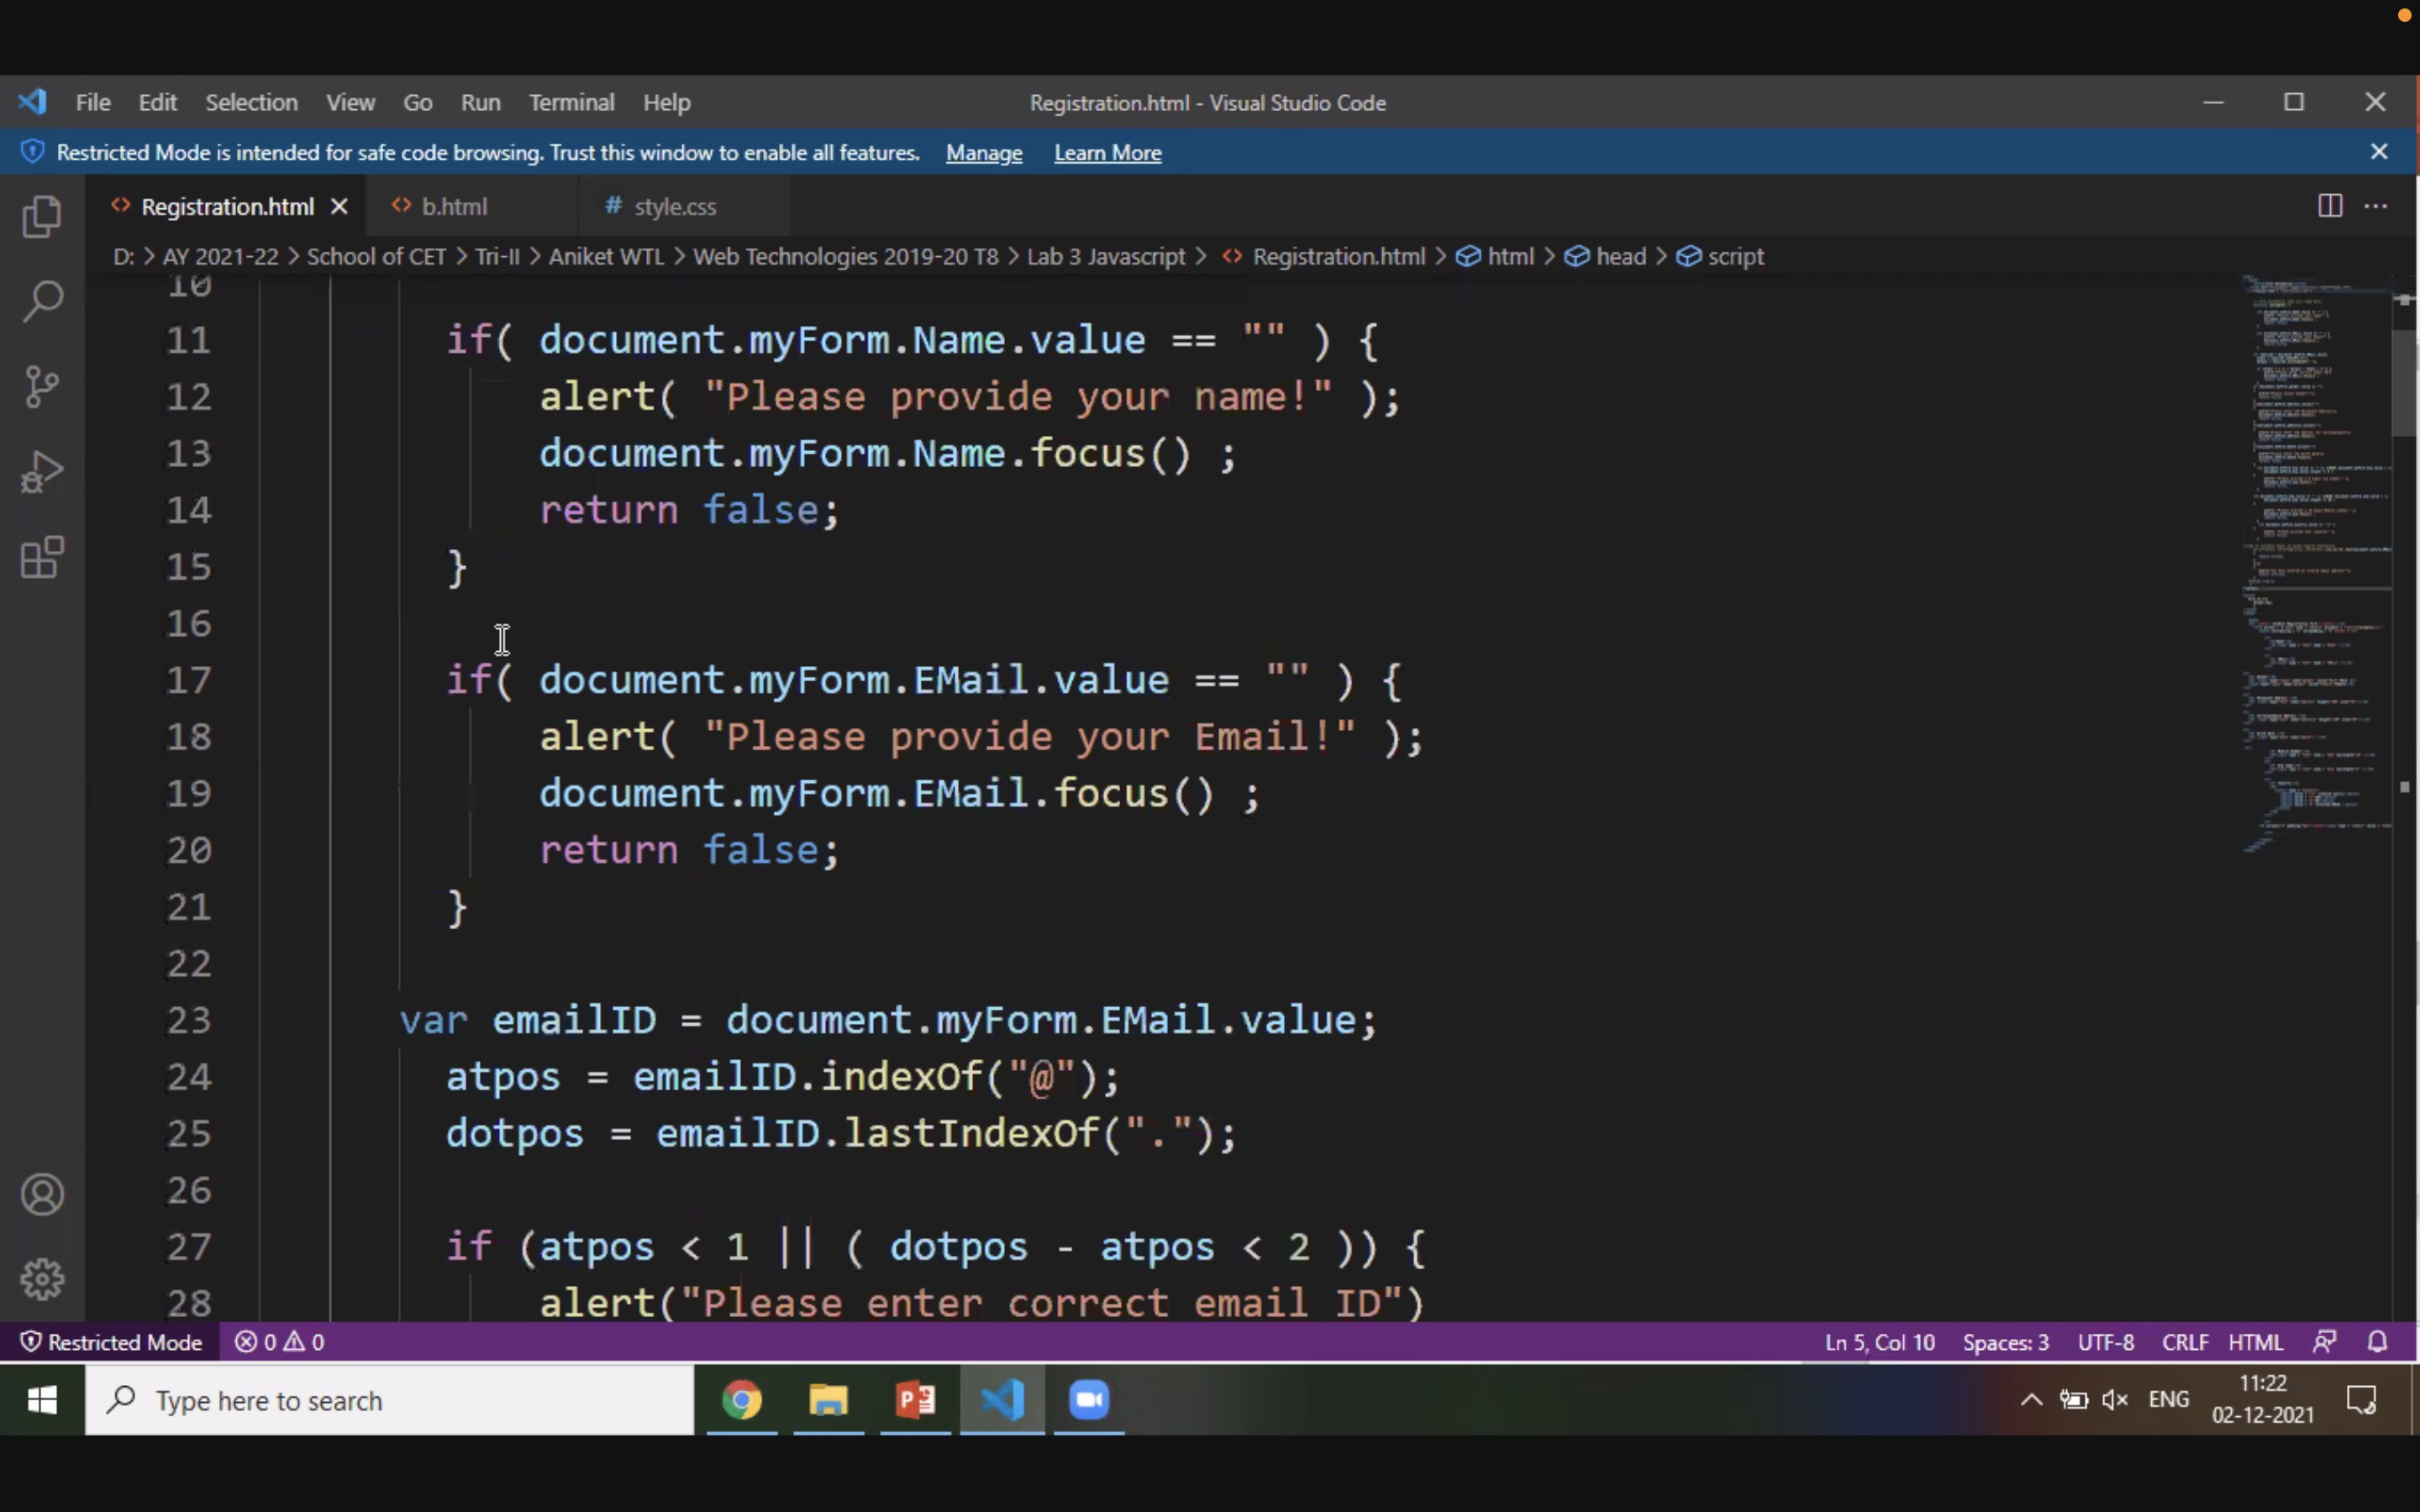 File Edit Selection View Go Run Terminal Help
Registration.html - Visual Studio Code
Restricted Mode is intended for safe code browsing. Trust this window to enable all features. Manage Learn More
Registration.html
b.html
# style.css
D: > AY 2021-22 > School of CET > Tri-II > Aniket WTL > Web Technologies 2019-20 T8 > Lab 3 Javascript > Registration.html > html > head > script
10
11 if( document.myForm.Name.value == "" ) {
12 alert( "Please provide your name!" );
13 document.myForm.Name.focus() ;
14 return false;
15 }
16
17 if( document.myForm.EMail.value == "" ) {
18 alert( "Please provide your Email!" );
19 document.myForm.EMail.focus() ;
20 return false;
21 }
22
23 var emailID = document.myForm.EMail.value;
24 atpos = emailID.indexOf("@");
25 dotpos = emailID.lastIndexOf(".");
26
27 if (atpos < 1 || ( dotpos - atpos < 2 )) {
28 alert("Please enter correct email ID")
Restricted Mode 0 0
Ln 5, Col 10 Spaces: 3 UTF-8 CRLF HTML
Type here to search
ENG
11:22
02-12-2021